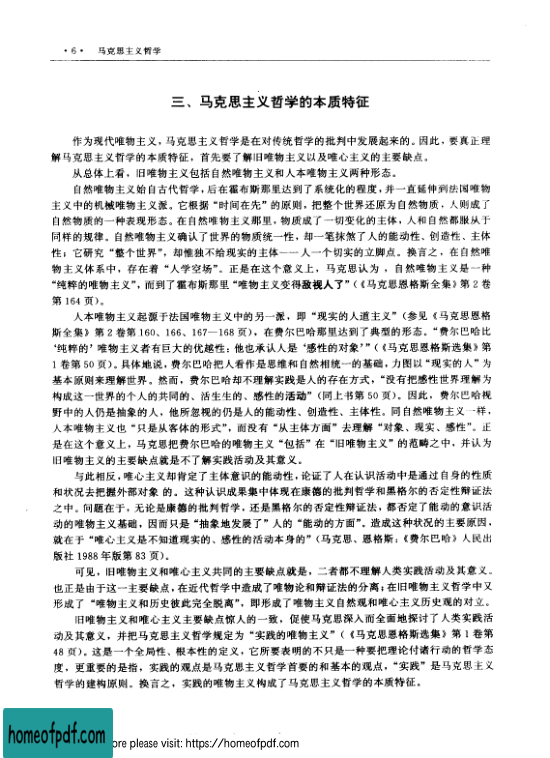 ·6· 马克思主义哲学
三、马克思主义哲学的本质特征
作为现代唯物主义，马克思主义哲学是在对传统哲学的批判中发展起来的。因此，要真正理
解马克思主义哲学的本质特征，首先要了解旧唯物主义以及唯心主义的主要缺点。
从总体上看，旧唯物主义包括自然唯物主义和人本唯物主义两种形态。
自然唯物主义始自古代哲学，后在霍布斯那里达到了系统化的程度，并一直延伸到法国唯物
主义中的机械唯物主义派。它根据“时间在先”的原则，把整个世界还原为自然物质，人则成了
自然物质的一种表现形态。在自然唯物主义那里，物质成了一切变化的主体，人和自然都服从于
同样的规律。自然唯物主义确认了世界的物质统一性，却一笔抹煞了人的能动性、创造性、主体
性；它研究“整个世界”，却惟独不给现实的主体——人一个切实的立脚点。换言之，在自然唯
物主义体系中，存在着“人学空场”。正是在这个意义上，马克思认为，自然唯物主义是一种
“纯粹的唯物主义”，而到了霍布斯那里“唯物主义变得敌视人了”（《马克思恩格斯全集》第2卷
第164页）。
人本唯物主义起源于法国唯物主义中的另一派，即“现实的人道主义”（参见《马克思恩格
斯全集》第2卷第160、166、167—168页），在费尔巴哈那里达到了典型的形态。“费尔巴哈比
‘纯粹的’唯物主义者有巨大的优越性：他也承认人是‘感性的对象’”（《马克思恩格斯选集》第
1卷第50页）。具体地说，费尔巴哈把人看作是思维和自然相统一的基础，力图以“现实的人”为
基本原则来理解世界。然而，费尔巴哈却不理解实践是人的存在方式，“没有把感性世界理解为
构成这一世界的个人的共同的、活生生的、感性的活动”（同上书第50页）。因此，费尔巴哈视
野中的人仍是抽象的人，他所忽视的仍是人的能动性、创造性、主体性。同自然唯物主义一样，
人本唯物主义也“只是从客体的形式”，而没有“从主体方面”去理解“对象、现实、感性”。正
是在这个意义上，马克思把费尔巴哈的唯物主义“包括”在“旧唯物主义”的范畴之中，并认为
旧唯物主义的主要缺点就是不了解实践活动及其意义。
与此相反，唯心主义却肯定了主体意识的能动性，论证了人在认识活动中是通过自身的性质
和状况去把握外部对象的。这种认识成果集中体现在康德的批判哲学和黑格尔的否定性辩证法
之中。问题在于，无论是康德的批判哲学，还是黑格尔的否定性辩证法，都否定了能动的意识活
动的唯物主义基础，因而只是“抽象地发展了”人的“能动的方面”。造成这种状况的主要原因，
就在于“唯心主义是不知道现实的、感性的活动本身的”（马克思、恩格斯：《费尔巴哈》人民出
版社1988年版第83页）。
可见，旧唯物主义和唯心主义共同的主要缺点就是，二者都不理解人类实践活动及其意义。
也正是由于这一主要缺点，在近代哲学中造成了唯物论和辩证法的分离；在旧唯物主义哲学中又
形成了“唯物主义和历史彼此完全脱离”，即形成了唯物主义自然观和唯心主义历史观的对立。
旧唯物主义和唯心主义主要缺点惊人的一致，促使马克思深入而全面地探讨了人类实践活
动及其意义，并把马克思主义哲学规定为“实践的唯物主义”（《马克思恩格斯选集》第1卷第
48页）。这是一个全局性、根本性的定义，它所要表明的不只是一种要把理论付诸行动的哲学态
度，更重要的是指，实践的观点是马克思主义哲学首要的和基本的观点，“实践”是马克思主义
哲学的建构原则。换言之，实践的唯物主义构成了马克思主义哲学的本质特征。
homeofpdf.com
ore please visit: https://homeofpdf.com